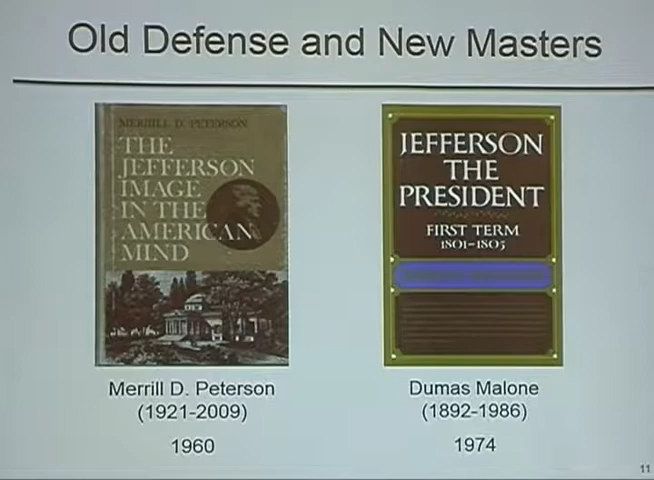 Old Defense and New Masters
MERRILL D. PETERSON
THE
JEFFERSON
IMAGE
IN THE
AMERICAN
MIND
JEFFERSON
THE
PRESIDENT
FIRST TERM
1801-1805
Merrill D. Peterson
(1921-2009)
1960
Dumas Malone
(1892-1986)
1974
11